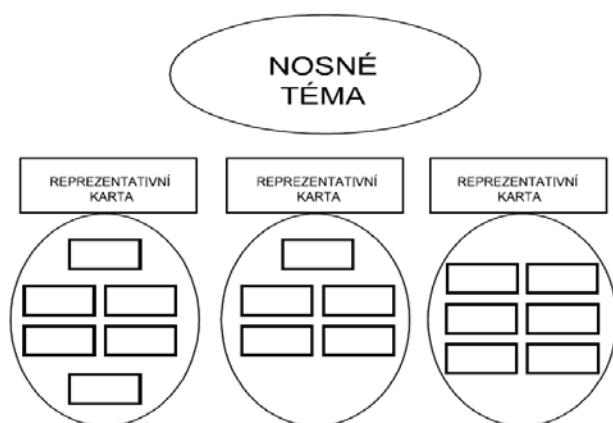 NOSNÉ
TÉMA
REPREZENTATIVNÍ
KARTA
REPREZENTATIVNÍ
KARTA
REPREZENTATIVNÍ
KARTA